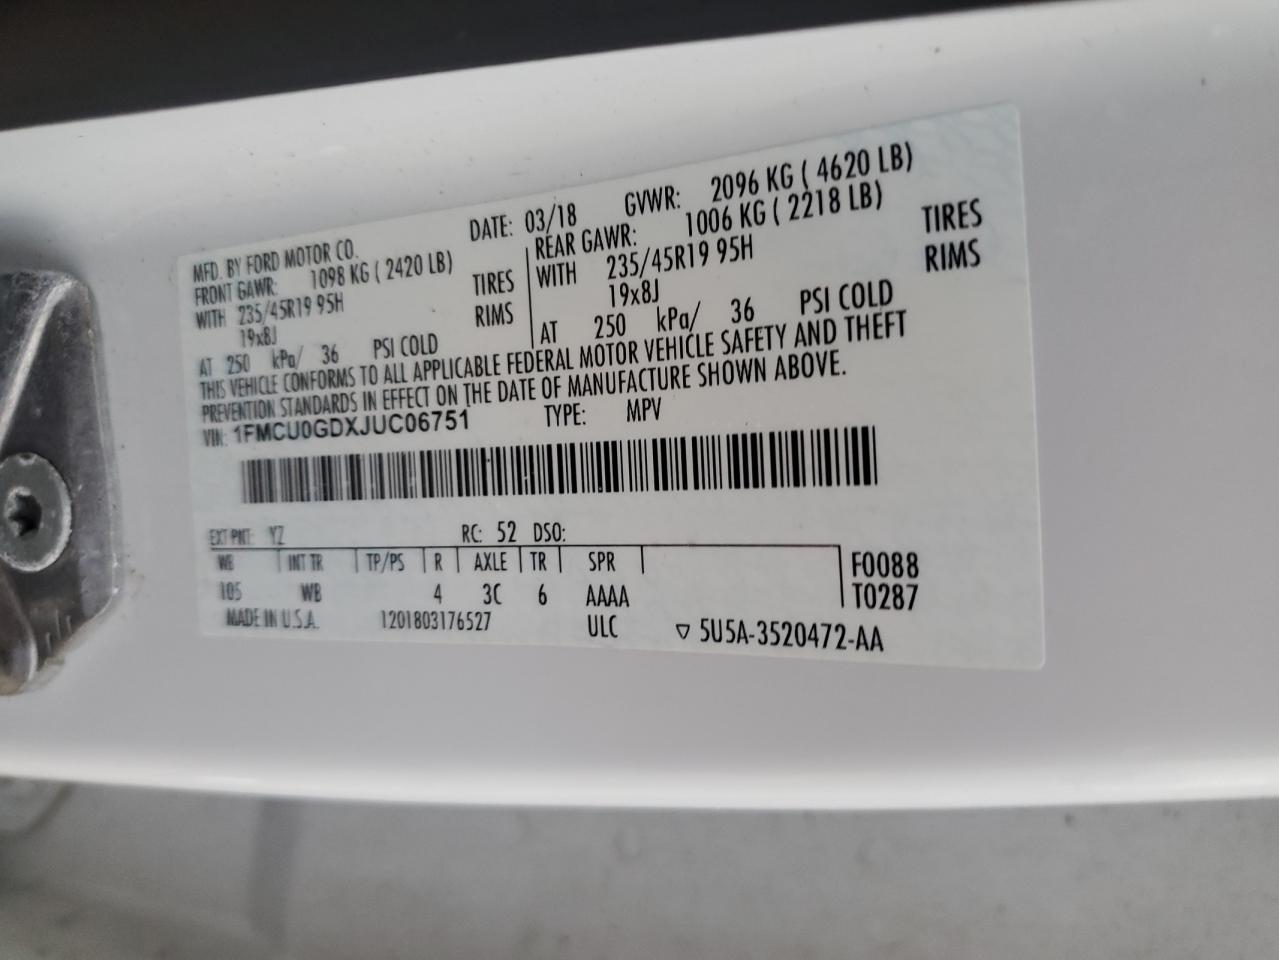 MFD. BY FORD MOTOR CO. DATE: 03/18 GVWR: 2096 KG ( 4620 LB)
FRONT GAWR: 1098 KG ( 2420 LB) REAR GAWR: 1006 KG ( 2218 LB)
WITH 235/45R19 95H TIRES WITH 235/45R19 95H TIRES
19x8J RIMS 19x8J RIMS
AT 250 kPa/ 36 PSI COLD AT 250 kPa/ 36 PSI COLD
THIS VEHICLE CONFORMS TO ALL APPLICABLE FEDERAL MOTOR VEHICLE SAFETY AND THEFT
PREVENTION STANDARDS IN EFFECT ON THE DATE OF MANUFACTURE SHOWN ABOVE.
VIN: 1FMCU0GDXJUC06751 TYPE: MPV
EXT PNT: YZ RC: 52 DSO:
WB INT TR TP/PS R AXLE TR SPR F0088
105 WB 4 3C 6 AAAA T0287
MADE IN U.S.A. 1201803176527 ULC ▽ 5U5A-3520472-AA